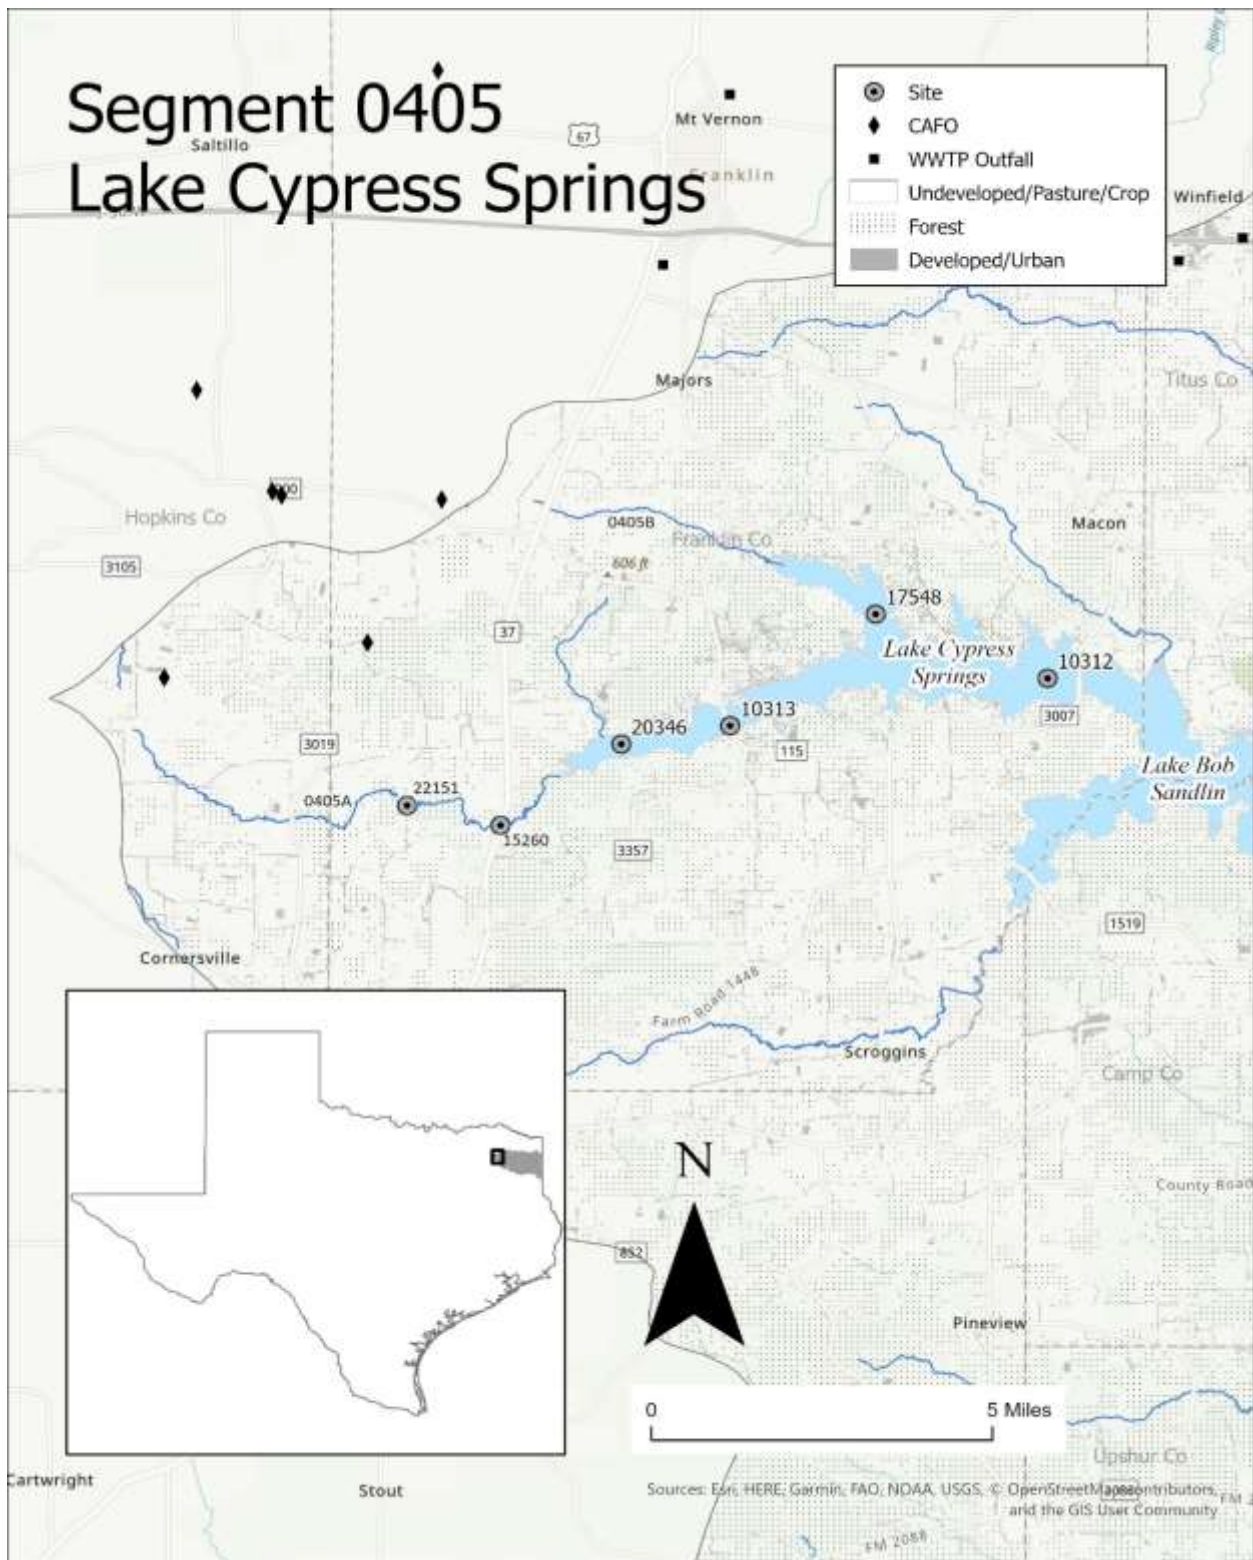 Segment 0405
Lake Cypress Springs
Saltillo
67
Mt Vernon
Franklin
Site
CAFO
WWTP Outfall
Undeveloped/Pasture/Crop
Forest
Developed/Urban
Winfield
Majors
Titus Co
Hopkins Co
3105
0405B
Franklin Co
606 ft
Macon
37
17548
Lake Cypress
Springs
10312
3007
10313
20346
115
3019
22151
0405A
15260
3357
Lake Bob
Sandlin
1519
Cornersville
Farm Road 1448
Scroggins
Camp Co
N
County Road
852
Pineview
0
5 Miles
Upshur Co
Cartwright
Stout
Sources: Esri, HERE, Garmin, FAO, NOAA, USGS, © OpenStreetMap contributors,
and the GIS User Community
FM 2088